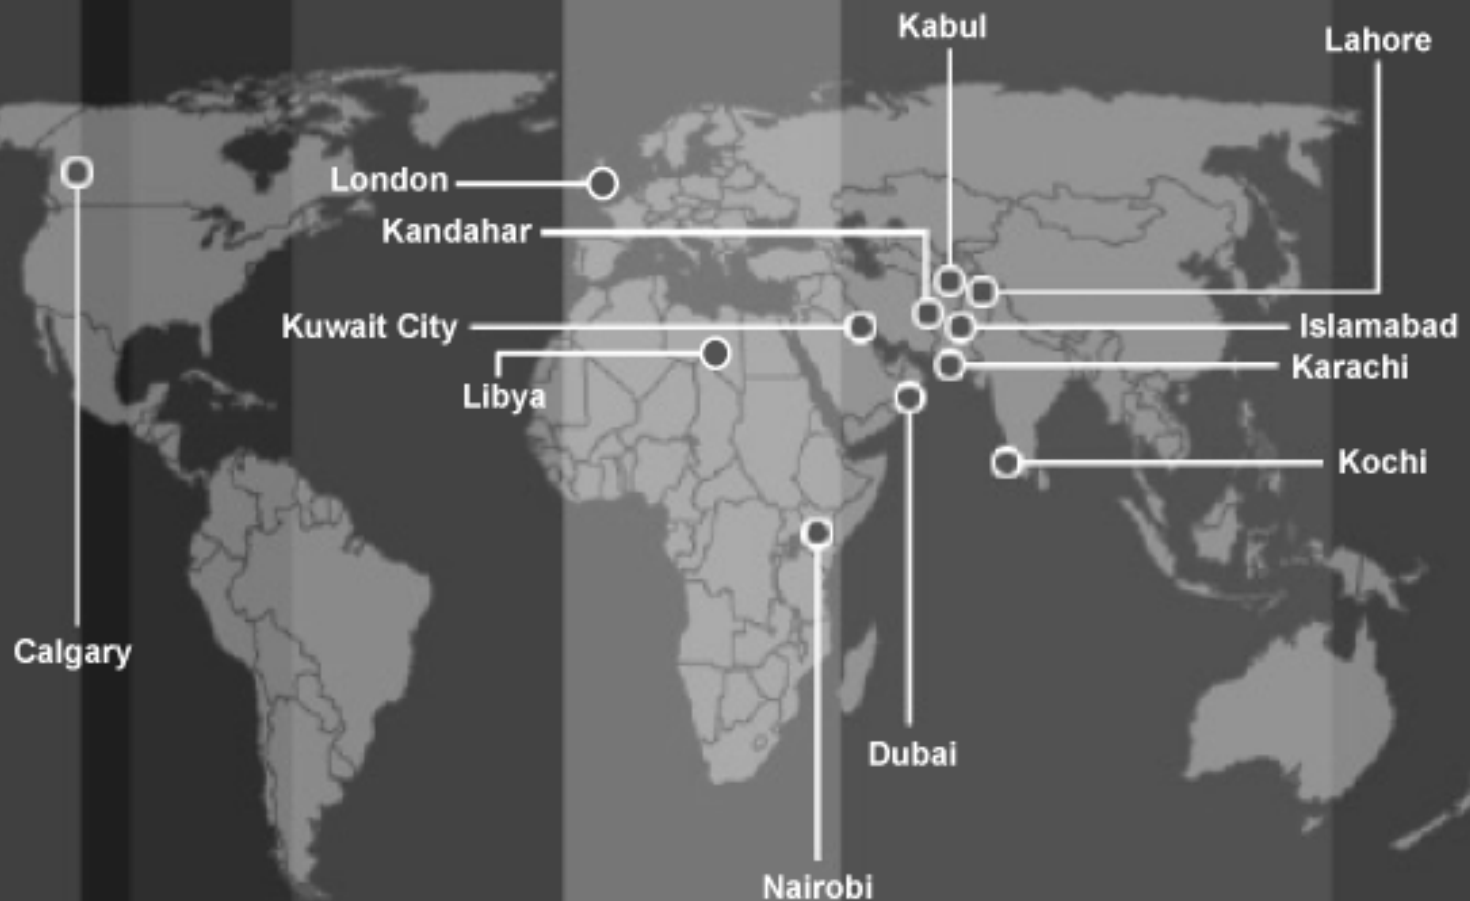 Kabul
Lahore
London
Kandahar
Kuwait City
Islamabad
Karachi
Libya
Kochi
Calgary
Dubai
Nairobi